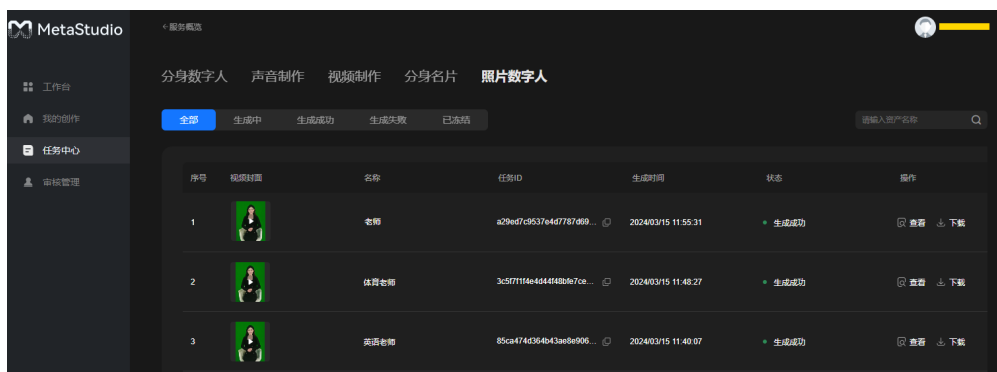 MetaStudio
←服务概览
工作台
我的创作
任务中心
审核管理
分身数字人 声音制作 视频制作 分身名片 照片数字人
全部 生成中 生成成功 生成失败 已冻结 请输入资产名称
序号 视频封面 名称 任务ID 生成时间 状态 操作
1 老师 a29ed7c9537e4d7787d69... 2024/03/15 11:55:31 生成成功 查看 下载
2 体育老师 3c5f7f1f4e4d44f48bfe7ce... 2024/03/15 11:48:27 生成成功 查看 下载
3 英语老师 85ca474d364b43ae8e906... 2024/03/15 11:40:07 生成成功 查看 下载